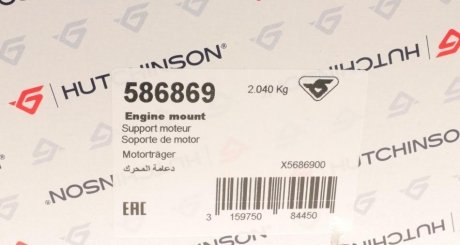 HUTCHINSON®
HUTCHINSON
HUTCHINSON
586869
2.040 Kg
Engine mount
Support moteur
Soporte de motor
Motorträger
X5686900
دعامة المحرك
EAC
3 159750 84450